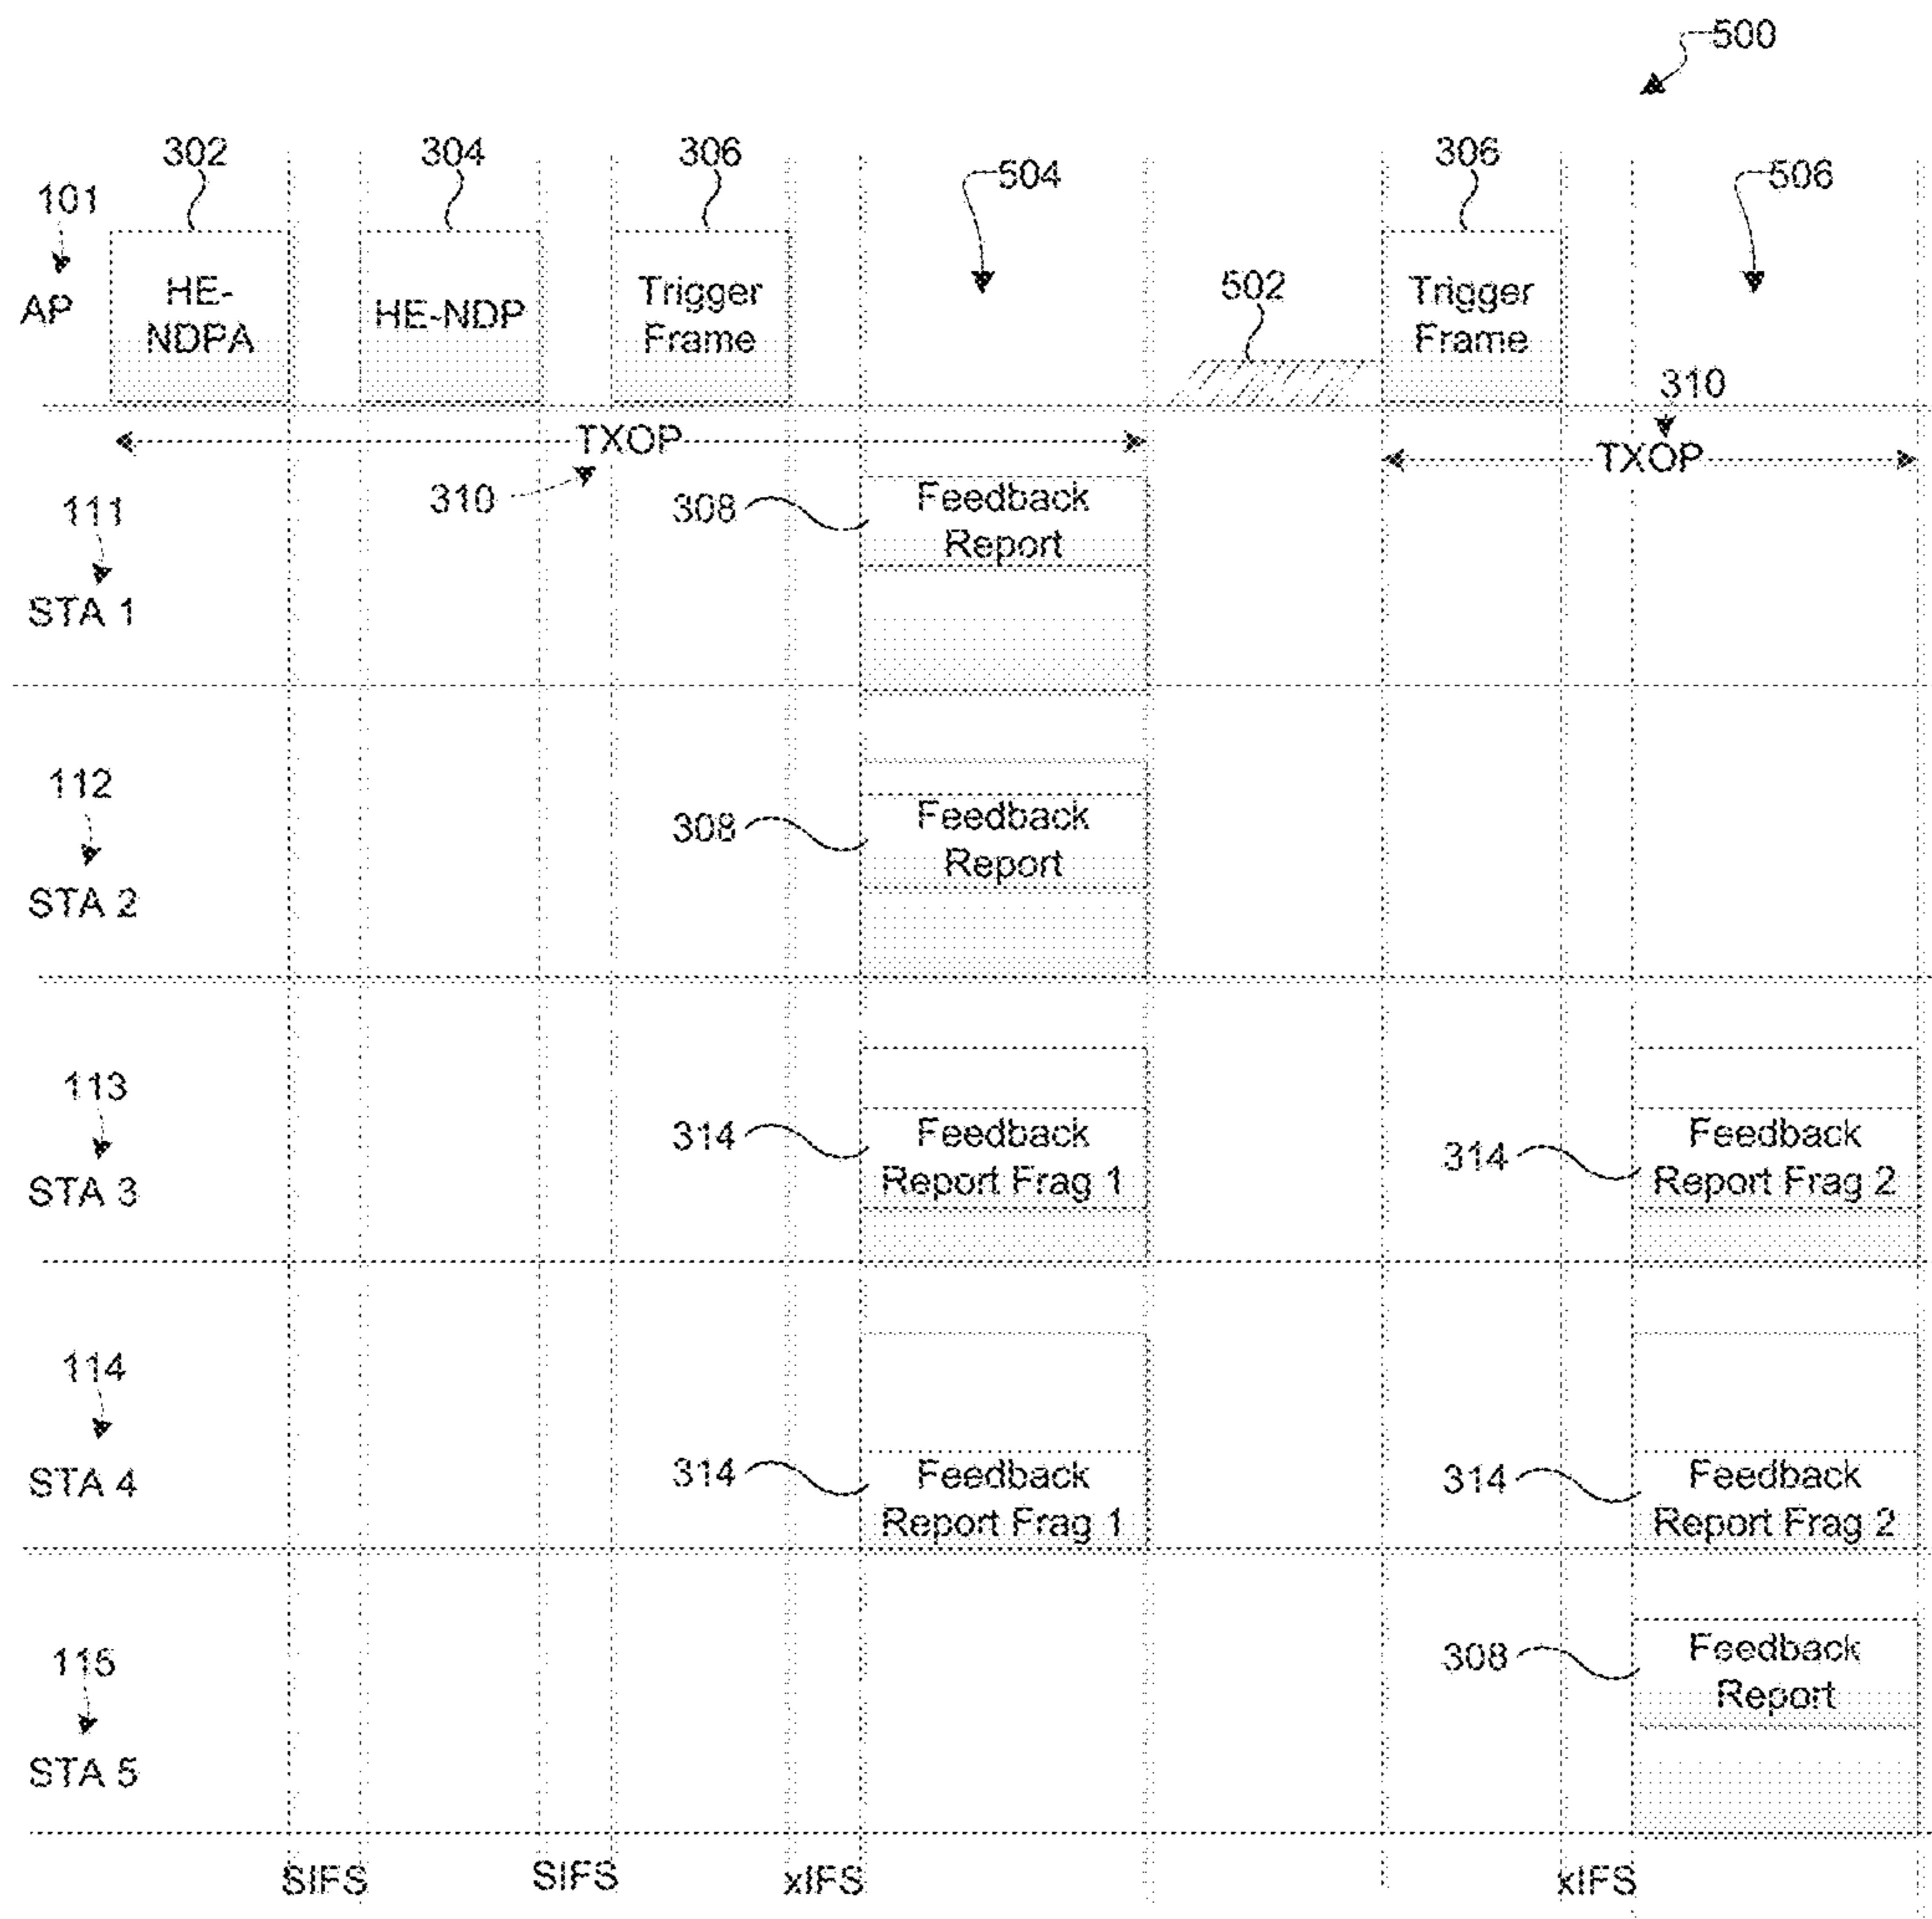 500
302
304
306
504
306
506
101
AP
HE-
NDPA
HE-NDP
Trigger
Frame
502
Trigger
Frame
310
TXOP
TXOP
310
111
STA 1
308
Feedback
Report
112
STA 2
308
Feedback
Report
113
STA 3
314
Feedback
Report Frag 1
314
Feedback
Report Frag 2
114
STA 4
314
Feedback
Report Frag 1
314
Feedback
Report Frag 2
115
STA 5
308
Feedback
Report
SIFS
SIFS
xIFS
xIFS